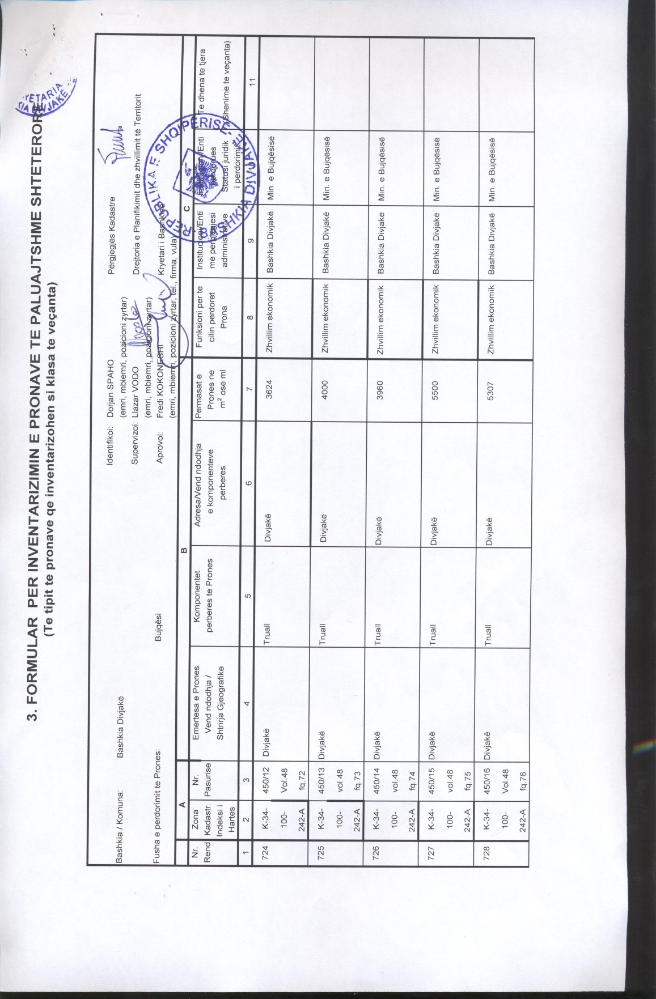 3. FORMULAR PER INVENTARIZIMIN E PRONAVE TE PALUAJTSHME SHTETERORE
(Te tipit te pronave qe inventarizohen si klasa te veçanta)
Bashkia / Komuna: Bashkia Divjakë
Fusha e perdorimit te Prones: Bujqësi
Identifikoi: Dorjan SPAHO Përgjegjës Kadastre
(emri, mbiemri, pozicioni zyrtar)
Supervizoi: Llazar VODO Drejtoria e Planifikimit dhe zhvillimit të Territorit
(emri, mbiemri, pozicioni zyrtar)
Aprovoi: Fredi KOKONESHI Kryetari i Bashkisë
(emri, mbiemri, pozicioni zyrtar, tel., firma, vula)
A B C
Nr. Rend
Zona Kadastr. Indeksi i Hartes
Nr. Pasurise
Emertesa e Prones Vend ndodhja / Shtrirja Gjeografike
Komponentet perberes te Prones
Adresa/Vend ndodhja e komponenteve perberes
Permasat e Prones ne m² ose ml
Funksioni per te cilin perdoret Prona
Institucioni/Enti me pergjegjesi administrative
Institucioni/Enti perdorues Statusi juridik i perdorimit
Te dhena te tjera (Shenime te veçanta)
1 2 3 4 5 6 7 8 9 11
724 K-34- 450/12 Divjakë Truall Divjakë 3624 Zhvillim ekonomik Bashkia Divjakë Min. e Bujqësisë
100- Vol.48
242-A fq.72
725 K-34- 450/13 Divjakë Truall Divjakë 4000 Zhvillim ekonomik Bashkia Divjakë Min. e Bujqësisë
100- vol.48
242-A fq.73
726 K-34- 450/14 Divjakë Truall Divjakë 3960 Zhvillim ekonomik Bashkia Divjakë Min. e Bujqësisë
100- vol.48
242-A fq.74
727 K-34- 450/15 Divjakë Truall Divjakë 5500 Zhvillim ekonomik Bashkia Divjakë Min. e Bujqësisë
100- vol.48
242-A fq.75
728 K-34- 450/16 Divjakë Truall Divjakë 5307 Zhvillim ekonomik Bashkia Divjakë Min. e Bujqësisë
100- Vol.48
242-A fq.76
REPUBLIKA E SHQIPERISË
BASHKIA DIVJAKË